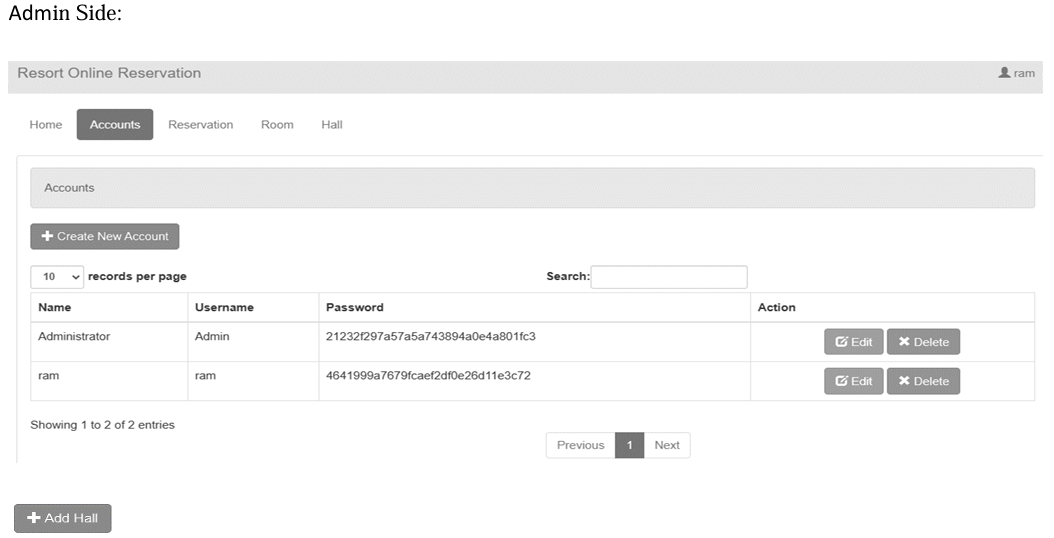 Admin Side:
Resort Online Reservation ram
Home Accounts Reservation Room Hall
Accounts
Create New Account
10 records per page Search:
Name Username Password Action
Administrator Admin 21232f297a57a5a743894a0e4a801fc3 Edit Delete
ram ram 4641999a7679fcaef2df0e26d11e3c72 Edit Delete
Showing 1 to 2 of 2 entries
Previous 1 Next
Add Hall